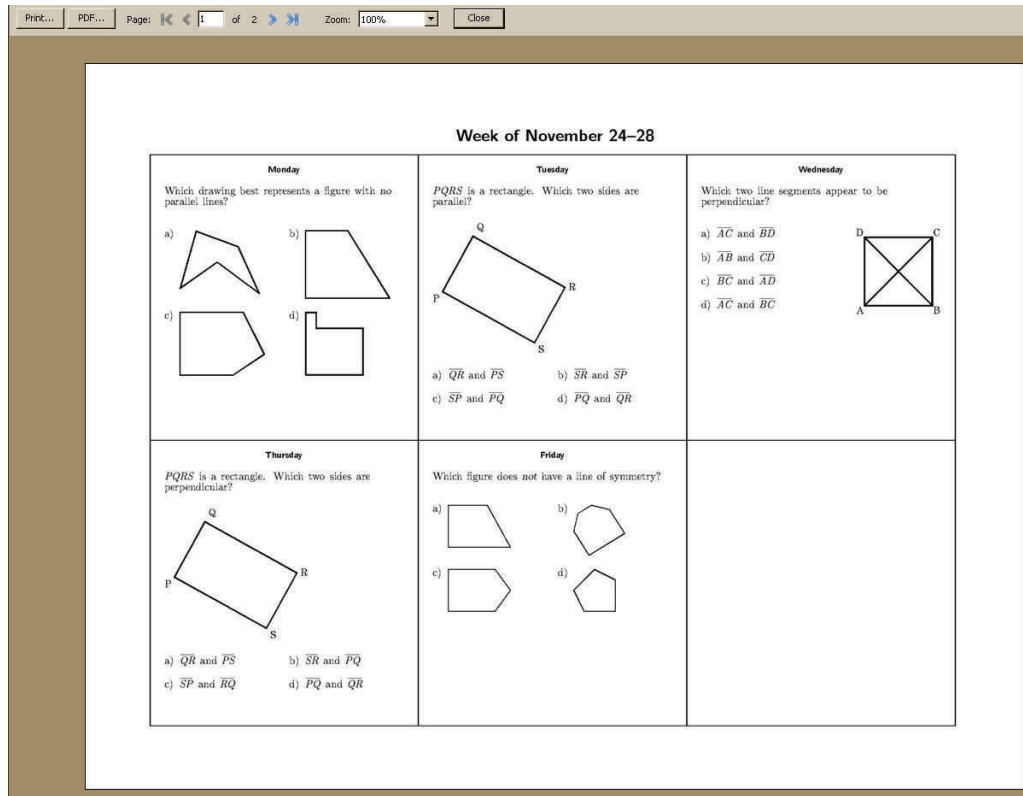 Print... PDF... Page: 1 of 2 Zoom: 100% Close
Week of November 24–28
Monday
Which drawing best represents a figure with no
parallel lines?
a) b)
c) d)
Tuesday
PQRS is a rectangle. Which two sides are
parallel?
Q
P R
S
a) QR and PS b) SR and SP
c) SP and PQ d) PQ and QR
Wednesday
Which two line segments appear to be
perpendicular?
a) AC and BD
b) AB and CD
c) BC and AD
d) AC and BC
D C
A B
Thursday
PQRS is a rectangle. Which two sides are
perpendicular?
Q
P R
S
a) QR and PS b) SR and PQ
c) SP and RQ d) PQ and QR
Friday
Which figure does not have a line of symmetry?
a) b)
c) d)